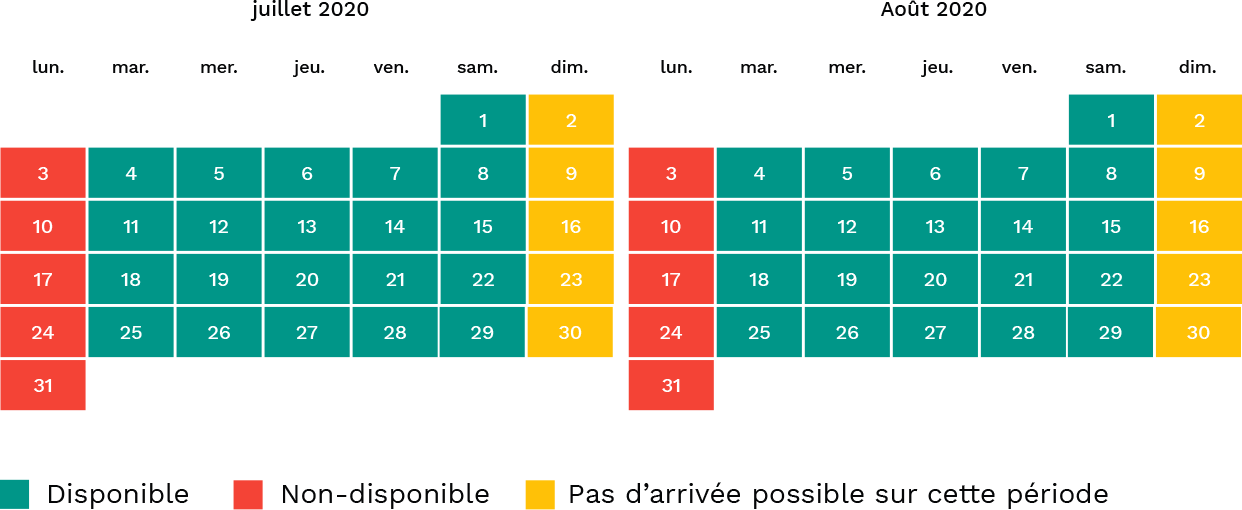 juillet 2020
lun. mar. mer. jeu. ven. sam. dim.
1 2
3 4 5 6 7 8 9
10 11 12 13 14 15 16
17 18 19 20 21 22 23
24 25 26 27 28 29 30
31
Août 2020
lun. mar. mer. jeu. ven. sam. dim.
1 2
3 4 5 6 7 8 9
10 11 12 13 14 15 16
17 18 19 20 21 22 23
24 25 26 27 28 29 30
31
Disponible Non-disponible Pas d’arrivée possible sur cette période